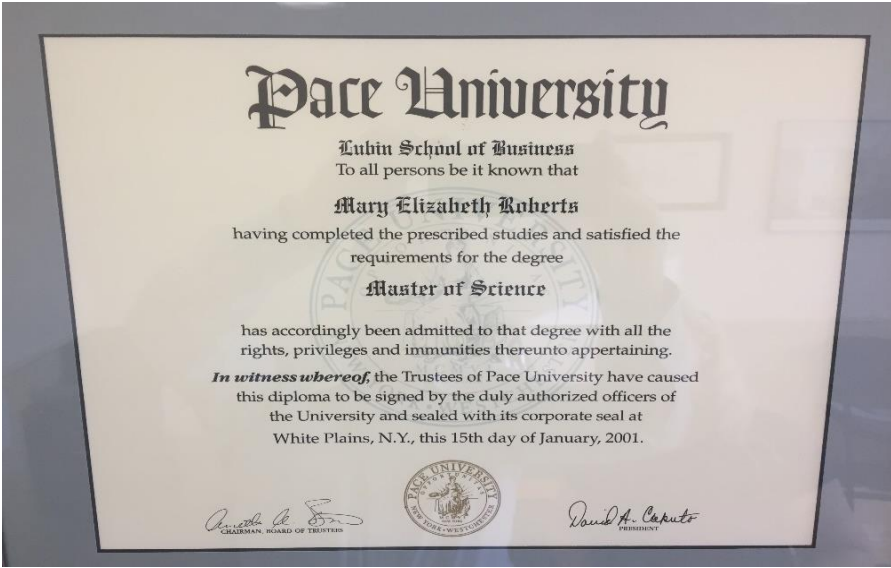 Pace University
Lubin School of Business
To all persons be it known that
Mary Elizabeth Roberts
having completed the prescribed studies and satisfied the
requirements for the degree
Master of Science
has accordingly been admitted to that degree with all the
rights, privileges and immunities thereunto appertaining.
In witness whereof, the Trustees of Pace University have caused
this diploma to be signed by the duly authorized officers of
the University and sealed with its corporate seal at
White Plains, N.Y., this 15th day of January, 2001.
PACE UNIVERSITY
OPPORTUNITAS
NEW YORK • WESTCHESTER
David A. Caputo
CHAIRMAN, BOARD OF TRUSTEES
PRESIDENT